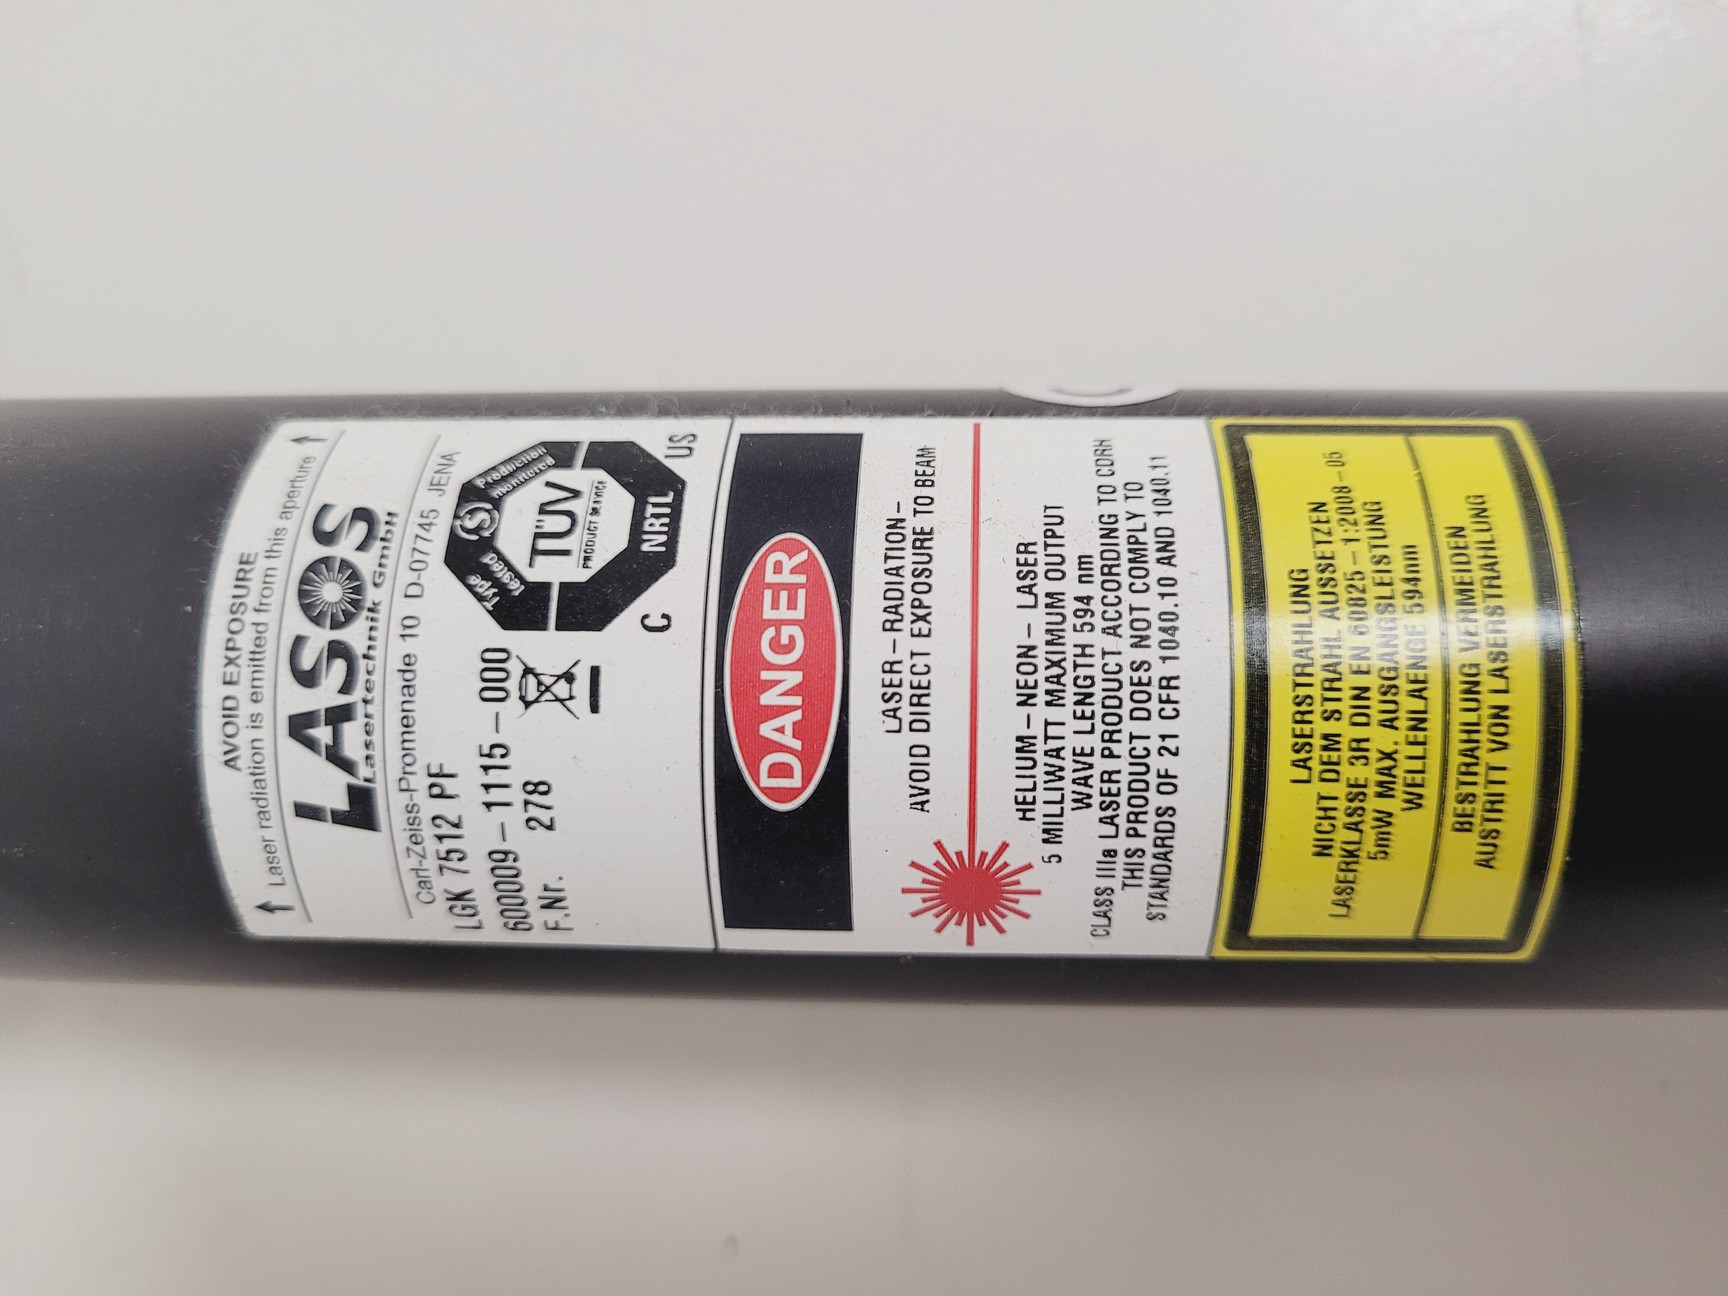 AVOID EXPOSURE
↑ Laser radiation is emitted from this aperture ↑
LASOS
Lasertechnik GmbH
Carl-Zeiss-Promenade 10 D-07745 JENA
LGK 7512 PF
600009-1115-000
F.Nr. 278
Type tested
Production monitored
S
TÜV
PRODUCT SERVICE
NRTL
C US
DANGER
LASER-RADIATION-
AVOID DIRECT EXPOSURE TO BEAM
HELIUM-NEON- LASER
5 MILLIWATT MAXIMUM OUTPUT
WAVE LENGTH 594 nm
CLASS IIIa LASER PRODUCT ACCORDING TO CDRH
THIS PRODUCT DOES NOT COMPLY TO
STANDARDS OF 21 CFR 1040.10 AND 1040.11
LASERSTRAHLUNG
NICHT DEM STRAHL AUSSETZEN
LASERKLASSE 3R DIN EN 60825-1:2008-05
5mW MAX. AUSGANGSLEISTUNG
WELLENLAENGE 594nm
BESTRAHLUNG VERMEIDEN
AUSTRITT VON LASERSTRAHLUNG